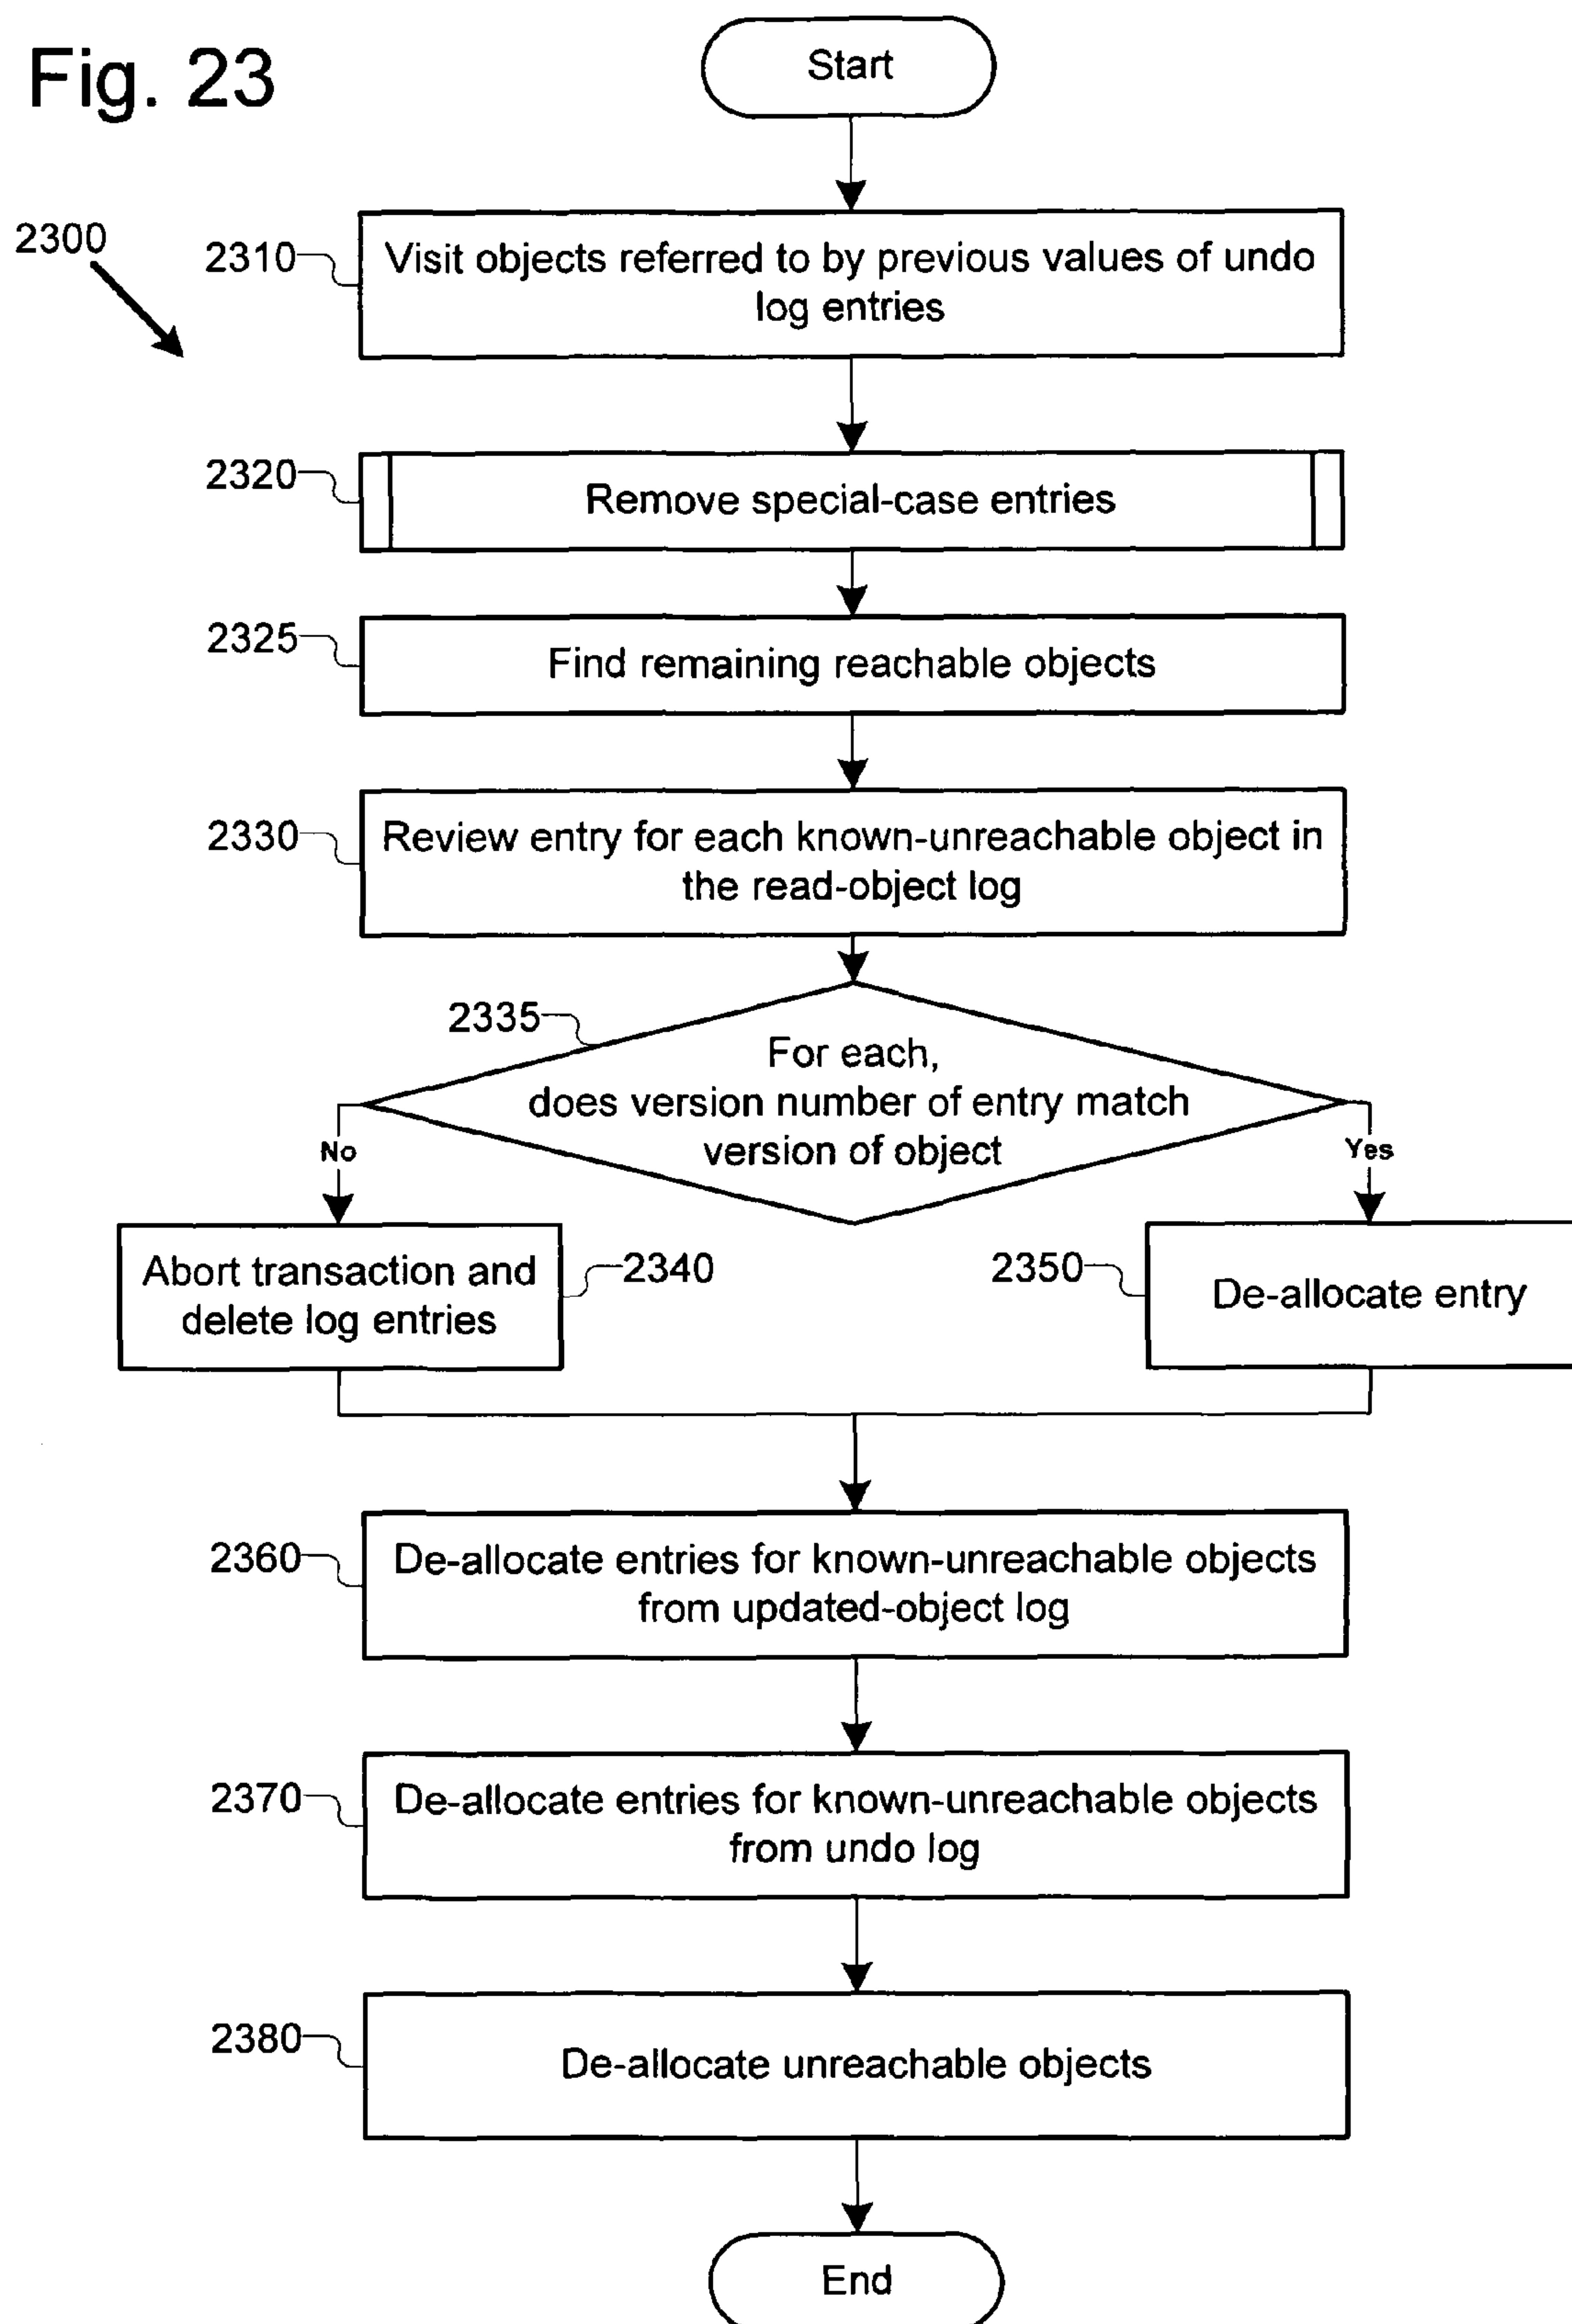 Fig. 23
Start
2300
2310
Visit objects referred to by previous values of undo
log entries
2320
Remove special-case entries
2325
Find remaining reachable objects
2330
Review entry for each known-unreachable object in
the read-object log
2335
For each,
does version number of entry match
version of object
No
Yes
Abort transaction and
delete log entries
2340
2350
De-allocate entry
2360
De-allocate entries for known-unreachable objects
from updated-object log
2370
De-allocate entries for known-unreachable objects
from undo log
2380
De-allocate unreachable objects
End